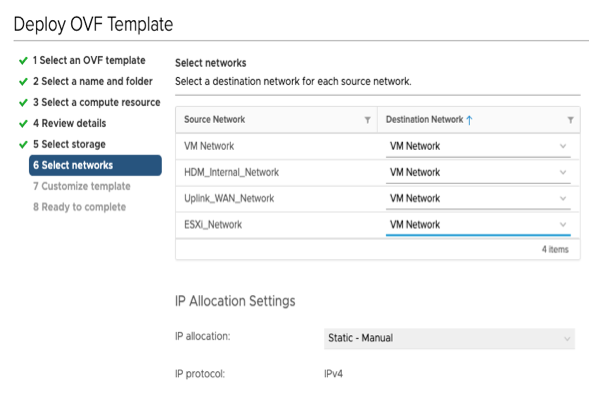 Deploy OVF Template
1 Select an OVF template
2 Select a name and folder
3 Select a compute resource
4 Review details
5 Select storage
6 Select networks
7 Customize template
8 Ready to complete
Select networks
Select a destination network for each source network.
Source Network Destination Network
VM Network VM Network
HDM_Internal_Network VM Network
Uplink_WAN_Network VM Network
ESXi_Network VM Network
4 items
IP Allocation Settings
IP allocation: Static - Manual
IP protocol: IPv4